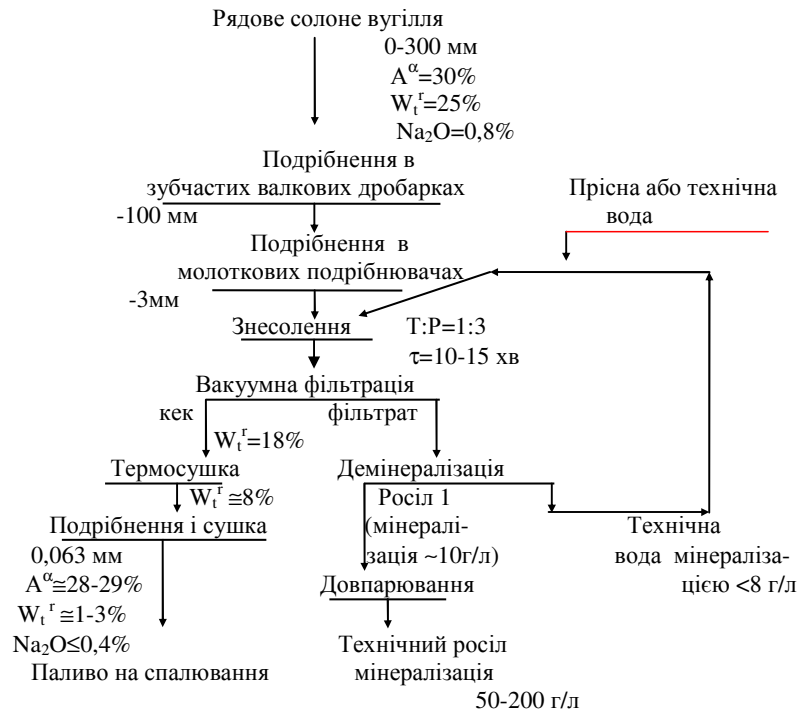 Рядове солоне вугілля
0-300 мм
A^α=30%
W_t^r=25%
Na₂O=0,8%
Подрібнення в
зубчастих валкових дробарках
-100 мм
Прісна або технічна
вода
Подрібнення в
молоткових подрібнювачах
-3мм
Знесолення
Т:Р=1:3
τ=10-15 хв
Вакуумна фільтрація
кек
фільтрат
W_t^r=18%
Термосушка
Демінералізація
W_t^r ≅8%
Росіл 1
(мінералі-
зація ~10г/л)
Технічна
вода мінераліза-
цією <8 г/л
Подрібнення і сушка
0,063 мм
A^α≅28-29%
W_t^r ≅1-3%
Na₂O≤0,4%
Паливо на спалювання
Довпарювання
Технічний росіл
мінералізація
50-200 г/л